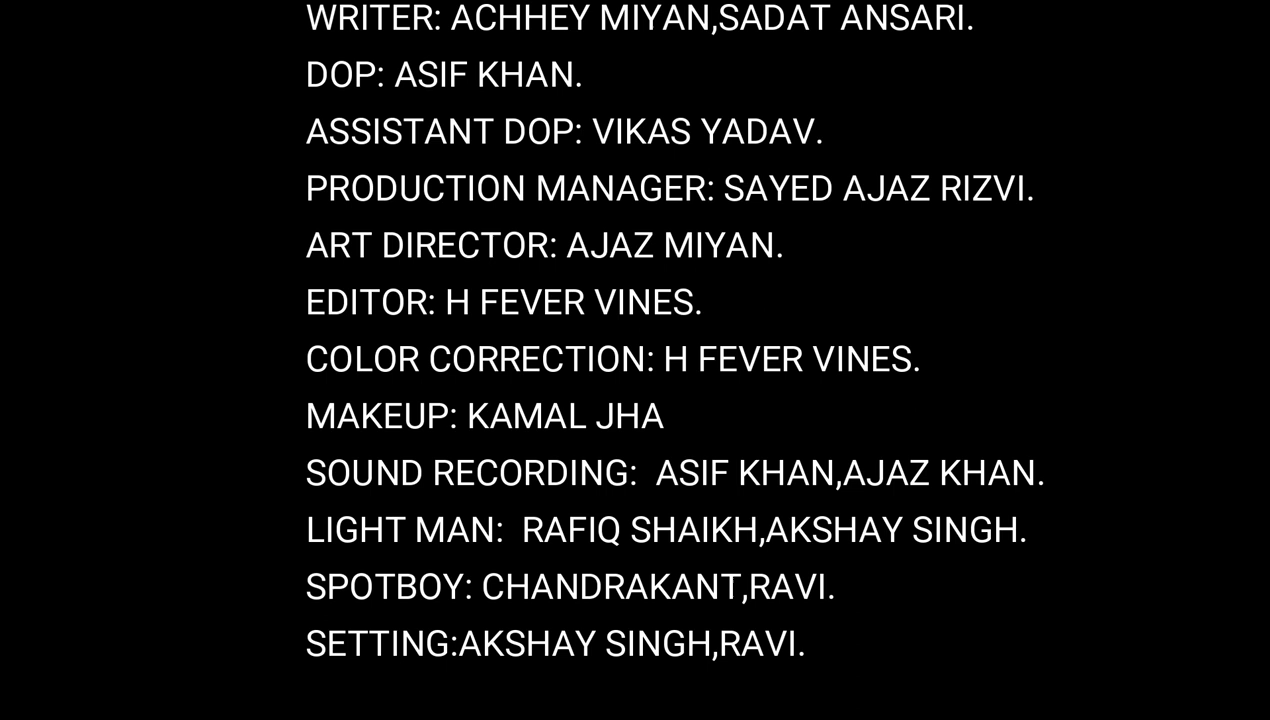 WRITER: ACHHEY MIYAN,SADAT ANSARI.
DOP: ASIF KHAN.
ASSISTANT DOP: VIKAS YADAV.
PRODUCTION MANAGER: SAYED AJAZ RIZVI.
ART DIRECTOR: AJAZ MIYAN.
EDITOR: H FEVER VINES.
COLOR CORRECTION: H FEVER VINES.
MAKEUP: KAMAL JHA
SOUND RECORDING:  ASIF KHAN,AJAZ KHAN.
LIGHT MAN:  RAFIQ SHAIKH,AKSHAY SINGH.
SPOTBOY: CHANDRAKANT,RAVI.
SETTING:AKSHAY SINGH,RAVI.